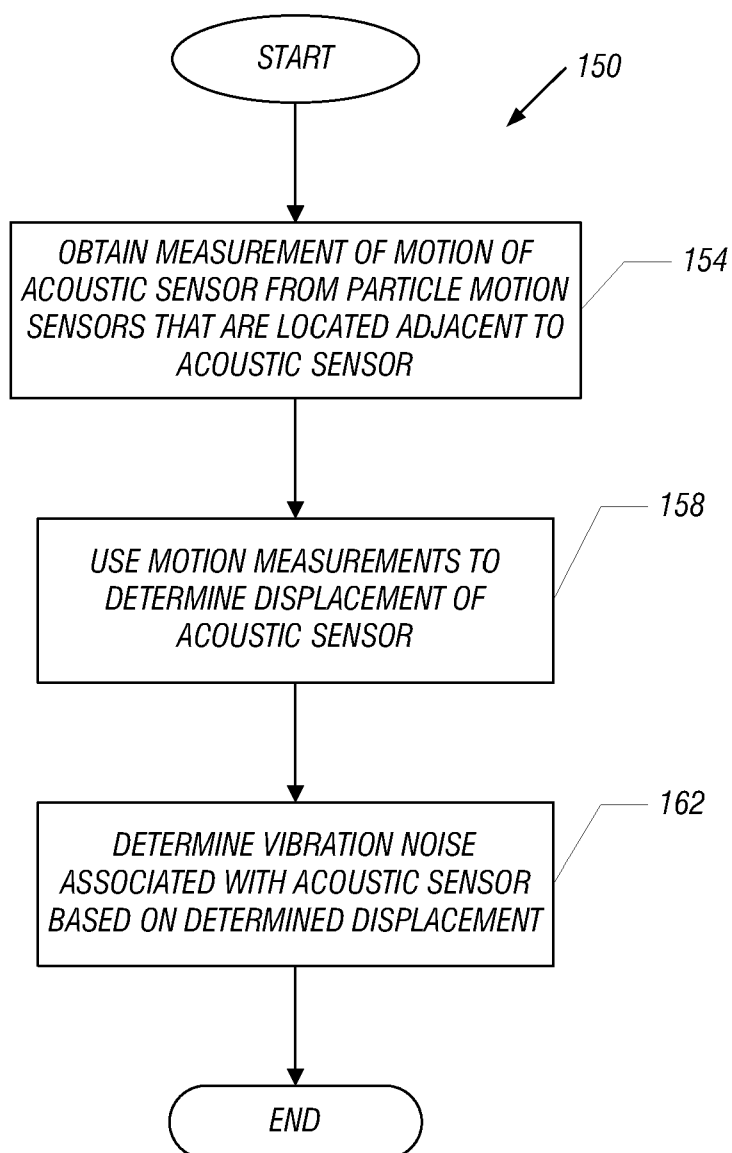 START
150
OBTAIN MEASUREMENT OF MOTION OF
ACOUSTIC SENSOR FROM PARTICLE MOTION
SENSORS THAT ARE LOCATED ADJACENT TO
ACOUSTIC SENSOR
154
USE MOTION MEASUREMENTS TO
DETERMINE DISPLACEMENT OF
ACOUSTIC SENSOR
158
DETERMINE VIBRATION NOISE
ASSOCIATED WITH ACOUSTIC SENSOR
BASED ON DETERMINED DISPLACEMENT
162
END